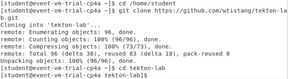 [student@event-vm-trial-cp4a ~]$ cd /home/student
[student@event-vm-trial-cp4a ~]$ git clone https://github.com/wtistang/tekton-la
b.git
Cloning into 'tekton-lab'...
remote: Enumerating objects: 96, done.
remote: Counting objects: 100% (96/96), done.
remote: Compressing objects: 100% (73/73), done.
remote: Total 96 (delta 30), reused 83 (delta 18), pack-reused 0
Unpacking objects: 100% (96/96), done.
[student@event-vm-trial-cp4a ~]$ cd tekton-lab
[student@event-vm-trial-cp4a tekton-lab]$